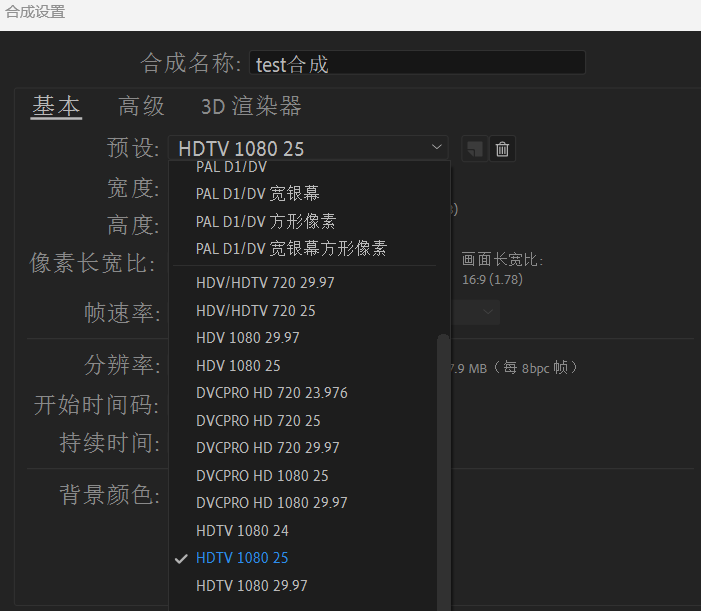 合成设置
合成名称: test合成
基本 高级 3D 渲染器
预设: HDTV 1080 25
PAL D1/DV
宽度: PAL D1/DV 宽银幕
PAL D1/DV 方形像素
高度:
PAL D1/DV 宽银幕方形像素
像素长宽比: 画面长宽比:
16:9 (1.78)
HDV/HDTV 720 29.97
帧速率: HDV/HDTV 720 25
HDV 1080 29.97
分辨率: HDV 1080 25 7.9 MB（每 8bpc 帧）
DVCPRO HD 720 23.976
开始时间码:
DVCPRO HD 720 25
持续时间: DVCPRO HD 720 29.97
DVCPRO HD 1080 25
背景颜色: DVCPRO HD 1080 29.97
HDTV 1080 24
HDTV 1080 25
HDTV 1080 29.97